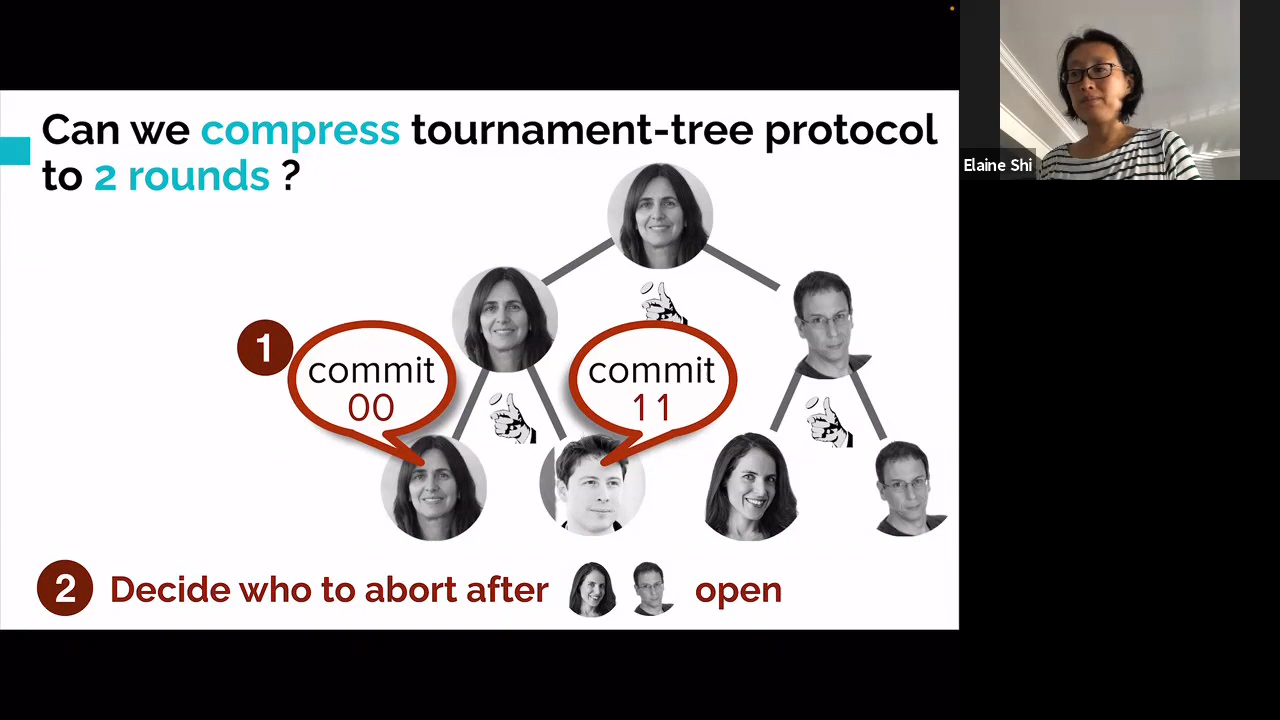 Can we compress tournament-tree protocol
to 2 rounds ?
Elaine Shi
1
commit
00
commit
11
2 Decide who to abort after open